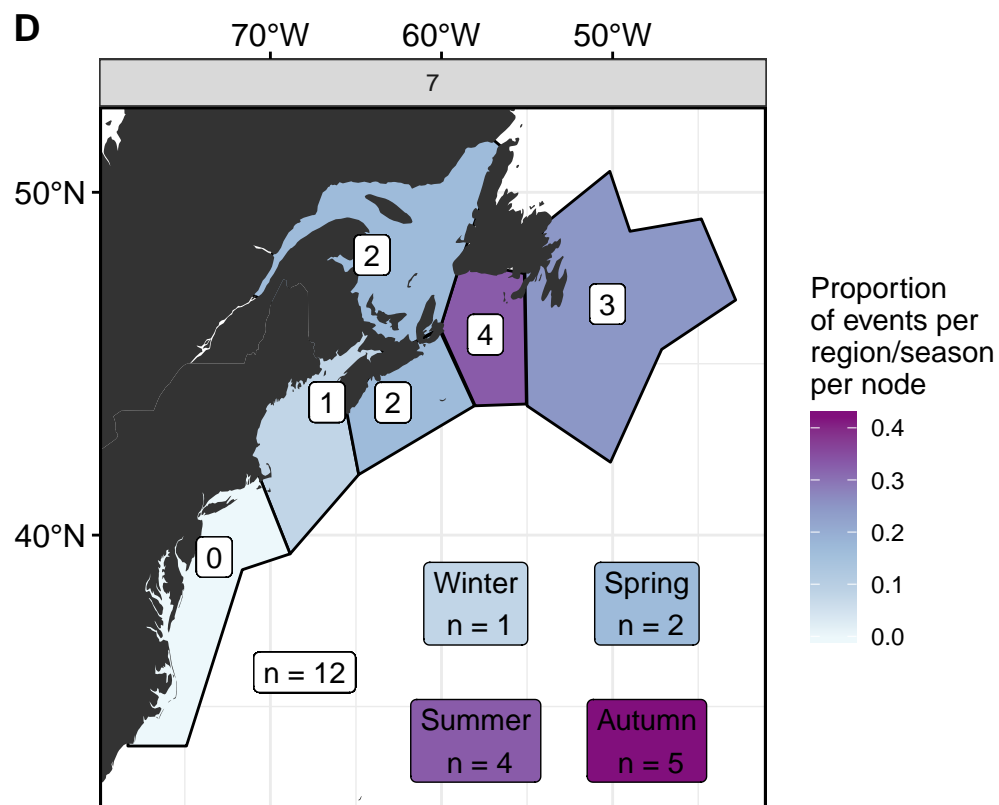 D
70°W 60°W 50°W
7
50°N
40°N
2
3
4
1
2
0
Winter
n = 1
Spring
n = 2
n = 12
Summer
n = 4
Autumn
n = 5
Proportion
of events per
region/season
per node
0.4
0.3
0.2
0.1
0.0